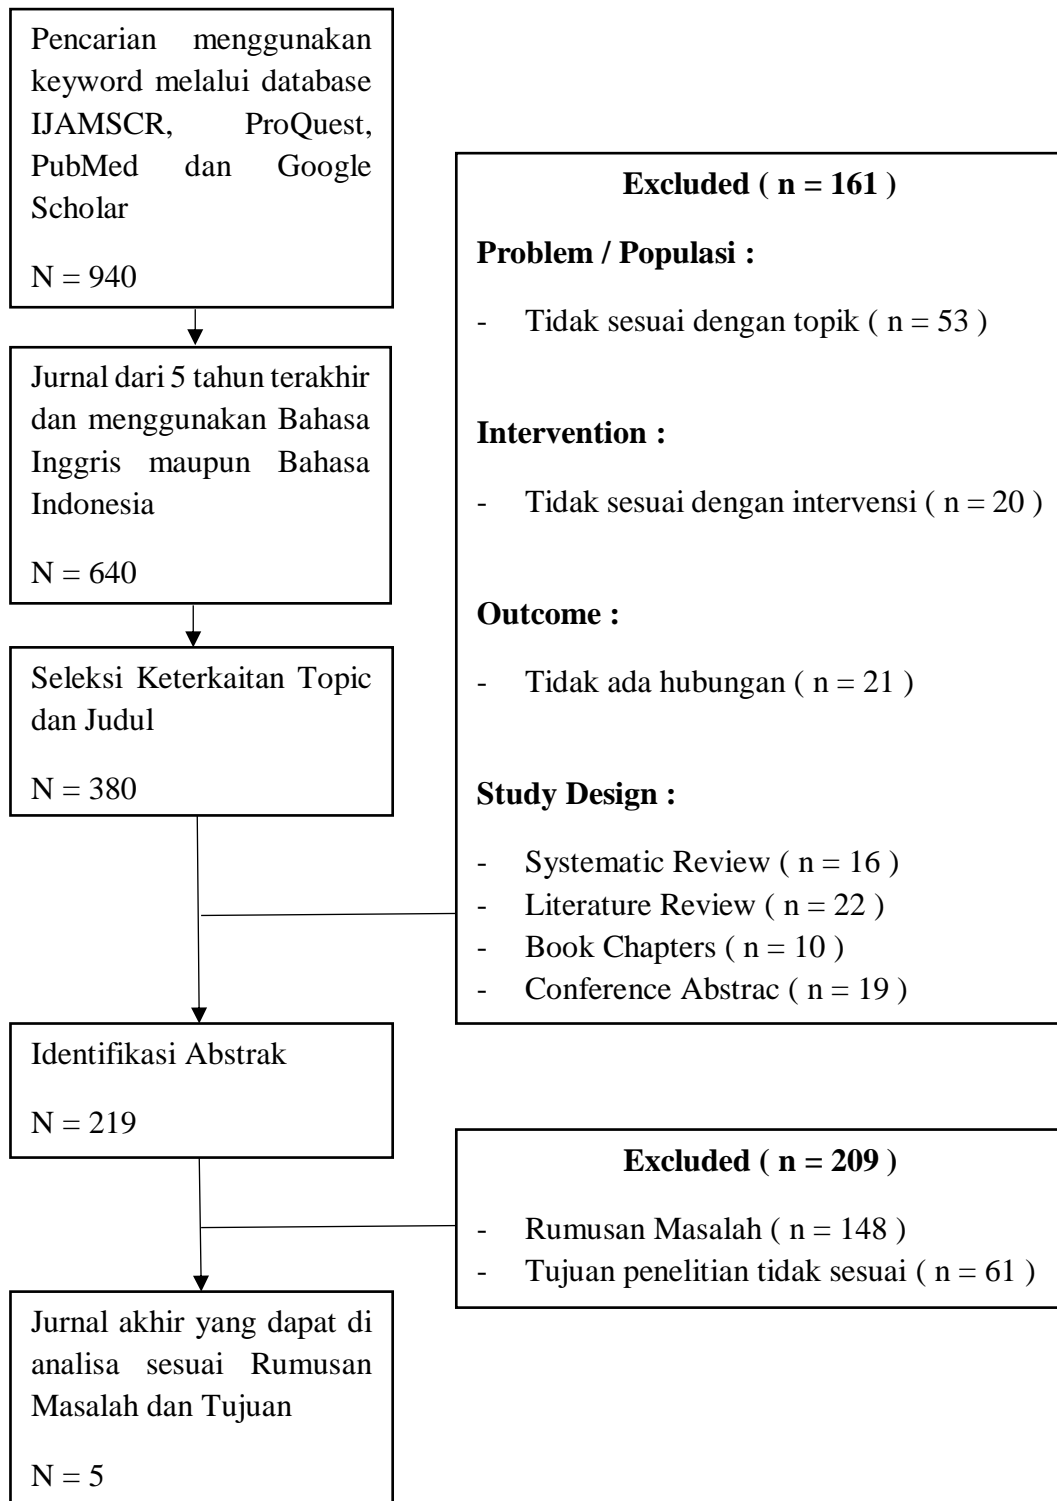 Pencarian menggunakan
keyword melalui database
IJAMSCR, ProQuest,
PubMed dan Google
Scholar
N = 940
Jurnal dari 5 tahun terakhir
dan menggunakan Bahasa
Inggris maupun Bahasa
Indonesia
N = 640
Seleksi Keterkaitan Topic
dan Judul
N = 380
Excluded ( n = 161 )
Problem / Populasi :
- Tidak sesuai dengan topik ( n = 53 )
Intervention :
- Tidak sesuai dengan intervensi ( n = 20 )
Outcome :
- Tidak ada hubungan ( n = 21 )
Study Design :
- Systematic Review ( n = 16 )
- Literature Review ( n = 22 )
- Book Chapters ( n = 10 )
- Conference Abstrac ( n = 19 )
Identifikasi Abstrak
N = 219
Excluded ( n = 209 )
- Rumusan Masalah ( n = 148 )
- Tujuan penelitian tidak sesuai ( n = 61 )
Jurnal akhir yang dapat di
analisa sesuai Rumusan
Masalah dan Tujuan
N = 5